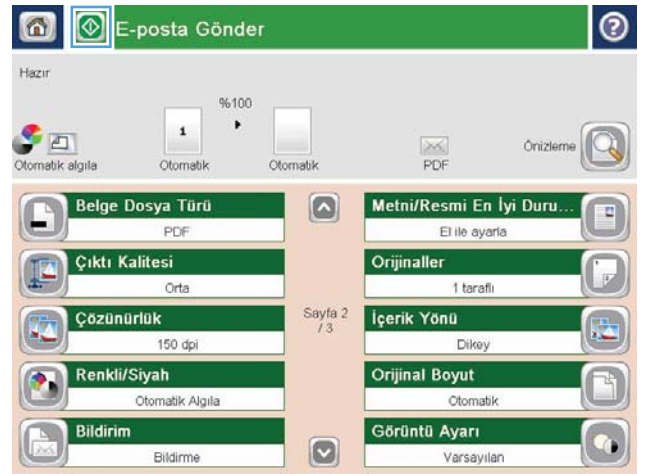 E-posta Gönder
Hazır
%100
1
Otomatik algıla
Otomatik
Otomatik
PDF
Önizleme
Belge Dosya Türü
PDF
Çıktı Kalitesi
Orta
Çözünürlük
150 dpi
Renkli/Siyah
Otomatik Algıla
Bildirim
Bildirme
Sayfa 2
/ 3
Metni/Resmi En İyi Duru...
El ile ayarla
Orijinaller
1 taraflı
İçerik Yönü
Dikey
Orijinal Boyut
Otomatik
Görüntü Ayarı
Varsayılan